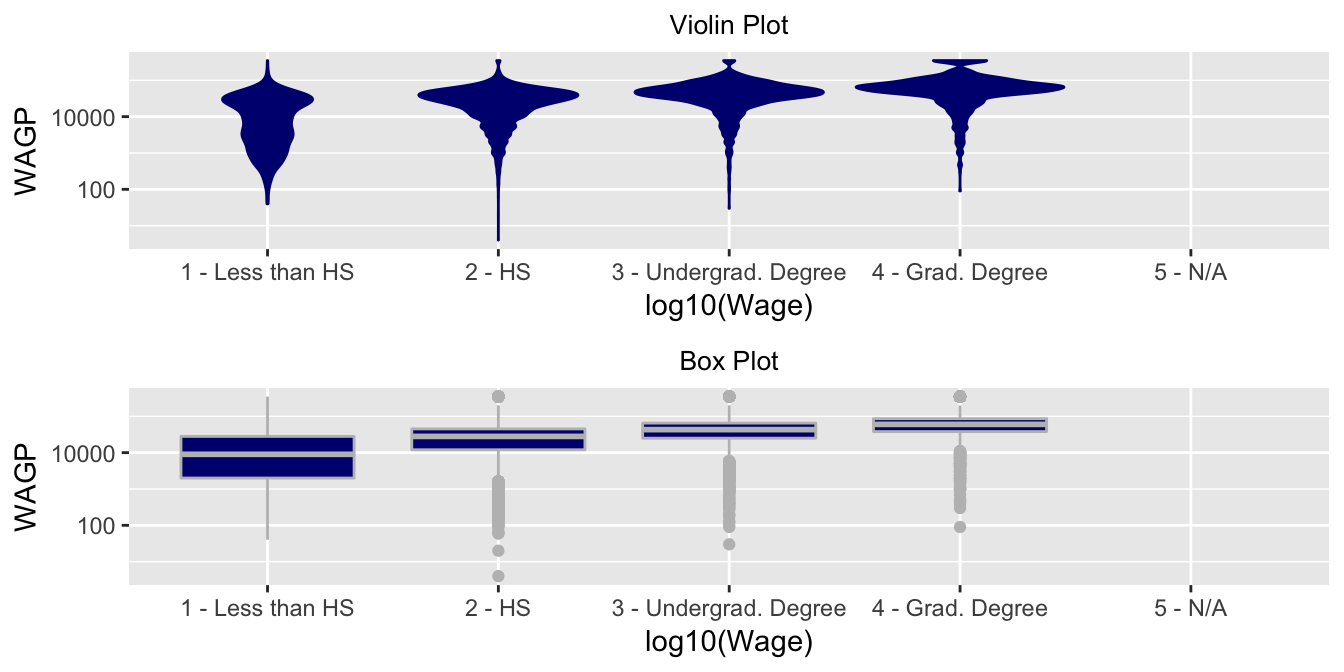 Violin Plot
WAGP
10000
100
1 - Less than HS 2 - HS 3 - Undergrad. Degree 4 - Grad. Degree 5 - N/A
log10(Wage)
Box Plot
WAGP
10000
100
1 - Less than HS 2 - HS 3 - Undergrad. Degree 4 - Grad. Degree 5 - N/A
log10(Wage)